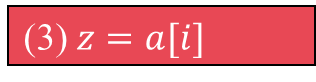 (3) z = a[i]